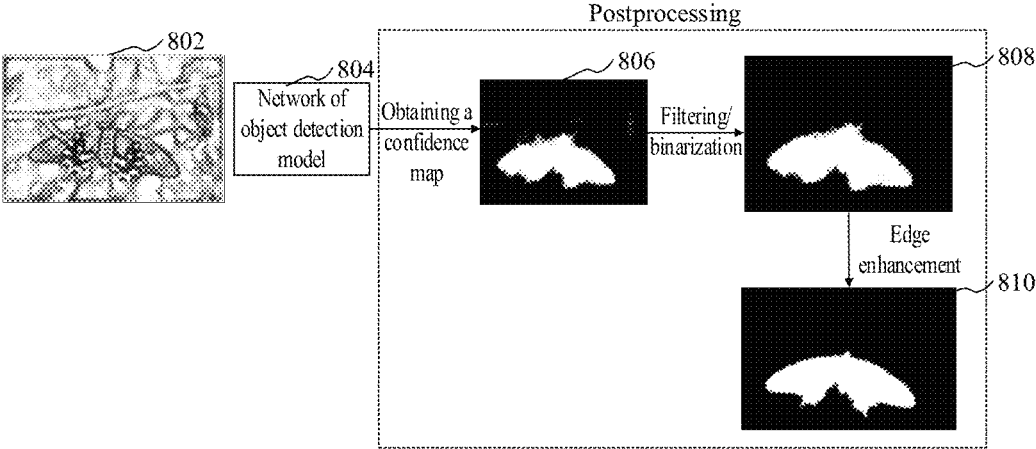 Postprocessing
802
804
806
808
Network of
object detection
model
Obtaining a
confidence
map
Filtering/
binarization
Edge
enhancement
810